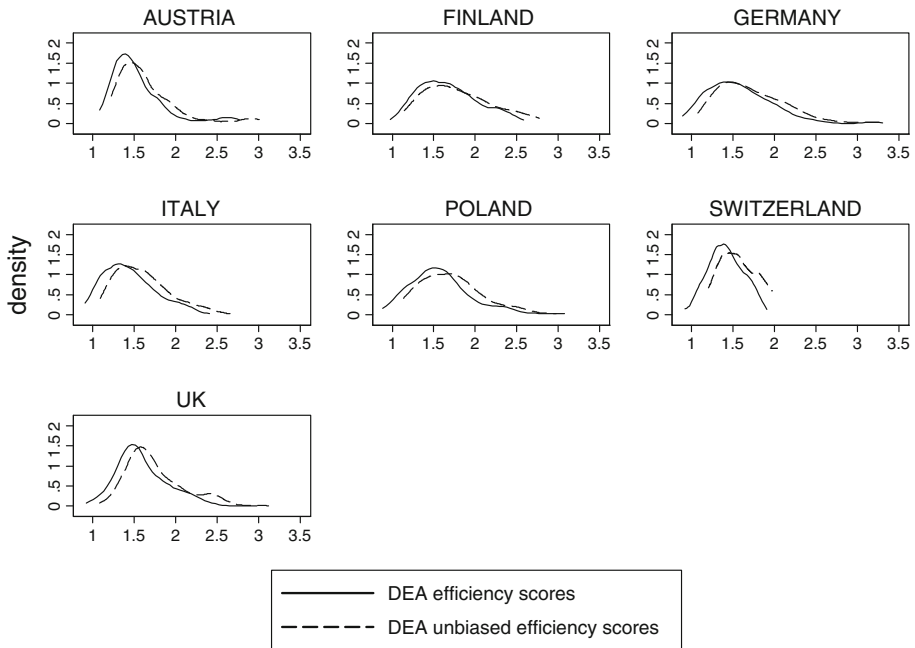 AUSTRIA FINLAND GERMANY
0 .5 1 1.5 2 0 .5 1 1.5 2 0 .5 1 1.5 2
1 1.5 2 2.5 3 3.5 1 1.5 2 2.5 3 3.5 1 1.5 2 2.5 3 3.5
ITALY POLAND SWITZERLAND
density
0 .5 1 1.5 2 0 .5 1 1.5 2 0 .5 1 1.5 2
1 1.5 2 2.5 3 3.5 1 1.5 2 2.5 3 3.5 1 1.5 2 2.5 3 3.5
UK
0 .5 1 1.5 2
1 1.5 2 2.5 3 3.5
DEA efficiency scores
DEA unbiased efficiency scores